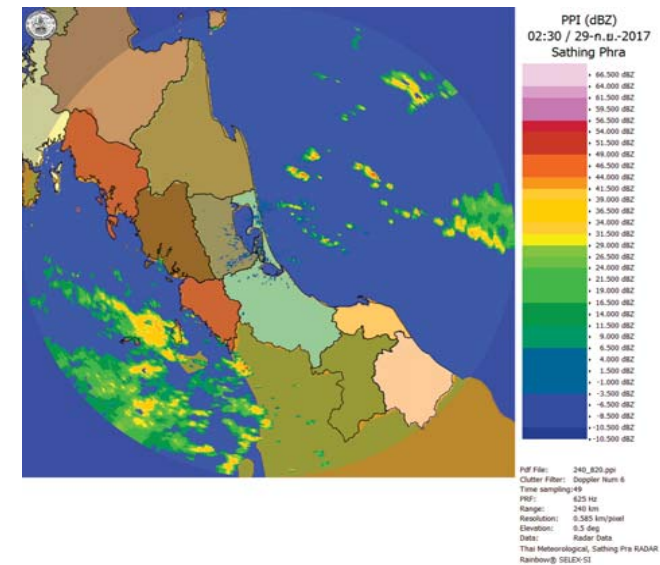 PPI (dBZ)
02:30 / 29-ก.ย.-2017
Sathing Phra
66.500 dBZ
64.000 dBZ
61.500 dBZ
59.500 dBZ
56.500 dBZ
54.000 dBZ
51.500 dBZ
49.000 dBZ
46.500 dBZ
44.000 dBZ
41.500 dBZ
39.000 dBZ
36.500 dBZ
34.000 dBZ
31.500 dBZ
29.000 dBZ
26.500 dBZ
24.000 dBZ
21.500 dBZ
19.000 dBZ
16.500 dBZ
14.000 dBZ
11.500 dBZ
9.000 dBZ
6.500 dBZ
4.000 dBZ
1.500 dBZ
-1.000 dBZ
-3.500 dBZ
-6.500 dBZ
-8.500 dBZ
-10.500 dBZ
-10.500 dBZ
Pdf File: 240_820.ppi
Clutter Filter: Doppler Num 6
Time sampling:49
PRF: 625 Hz
Range: 240 km
Resolution: 0.585 km/pixel
Elevation: 0.5 deg
Data: Radar Data
Thai Meteorological, Sathing Pra RADAR
Rainbow® SELEX-SI